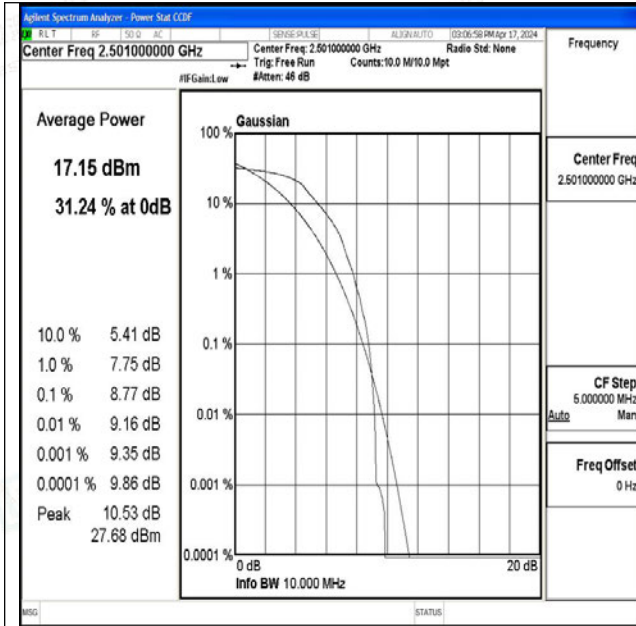 Agilent Spectrum Analyzer - Power Stat CCDF
RLT RF 50 Ω AC SENSE:PULSE ALIGNAUTO 03:06:58 PM Apr 17, 2024
Center Freq 2.501000000 GHz
Center Freq: 2.501000000 GHz Radio Std: None
Trig: Free Run Counts:10.0 M/10.0 Mpt
#IFGain:Low #Atten: 46 dB
Frequency
Average Power
17.15 dBm
31.24 % at 0dB
10.0 % 5.41 dB
1.0 % 7.75 dB
0.1 % 8.77 dB
0.01 % 9.16 dB
0.001 % 9.35 dB
0.0001 % 9.86 dB
Peak 10.53 dB
27.68 dBm
Gaussian
100 %
10 %
1 %
0.1 %
0.01 %
0.001 %
0.0001 %
0 dB 20 dB
Info BW 10.000 MHz
Center Freq
2.501000000 GHz
CF Step
5.000000 MHz
Auto Man
Freq Offset
0 Hz
MSG STATUS